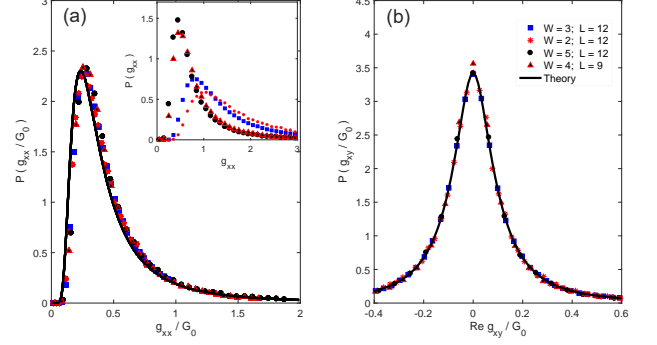 (a)
P ( g_xx / G_0 )
3
2.5
2
1.5
1
0.5
0
0
0.5
1
1.5
2
g_xx / G_0
P ( g_xx )
1.5
1.0
0.5
0
0
1
2
3
g_xx
(b)
P ( g_xy / G_0 )
4.5
4
3.5
3
2.5
2
1.5
1
0.5
0
-0.4
-0.2
0
0.2
0.4
0.6
Re g_xy / G_0
W = 3; L = 12
W = 2; L = 12
W = 5; L = 12
W = 4; L = 9
Theory